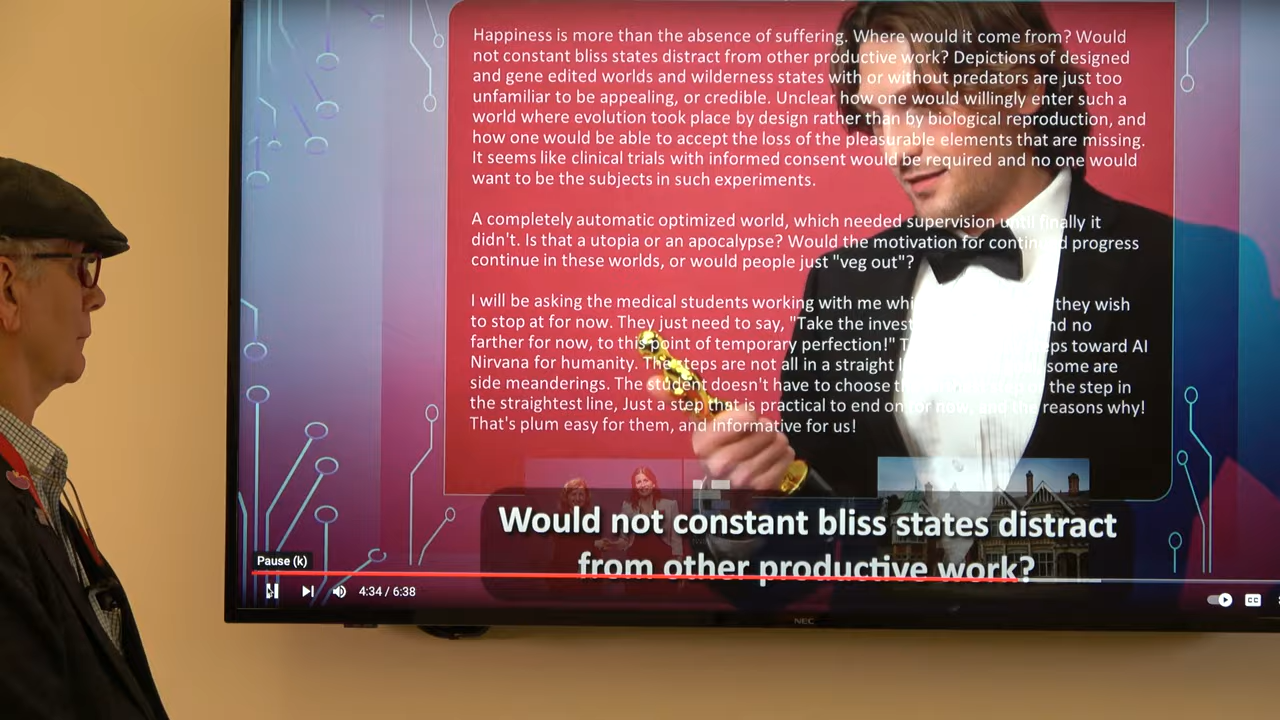 Happiness is more than the absence of suffering. Where would it come from? Would
not constant bliss states distract from other productive work? Depictions of designed
and gene edited worlds and wilderness states with or without predators are just too
unfamiliar to be appealing, or credible. Unclear how one would willingly enter such a
world where evolution took place by design rather than by biological reproduction, and
how one would be able to accept the loss of the pleasurable elements that are missing.
It seems like clinical trials with informed consent would be required and no one would
want to be the subjects in such experiments.
A completely automatic optimized world, which needed supervision until finally it
didn't. Is that a utopia or an apocalypse? Would the motivation for continued progress
continue in these worlds, or would people just "veg out"?
I will be asking the medical students working with me they wish
to stop at for now. They just need to say, "Take the no
farther for now, to this point of temporary perfection!" toward AI
Nirvana for humanity. The steps are not all in a straight some are
side meanderings. The student doesn't have to choose the step in
the straightest line, Just a step that is practical to end on for now, and the reasons why!
That's plum easy for them, and informative for us!
Would not constant bliss states distract
from other productive work?
Pause (k)
4:34 / 6:38
CC
NEC